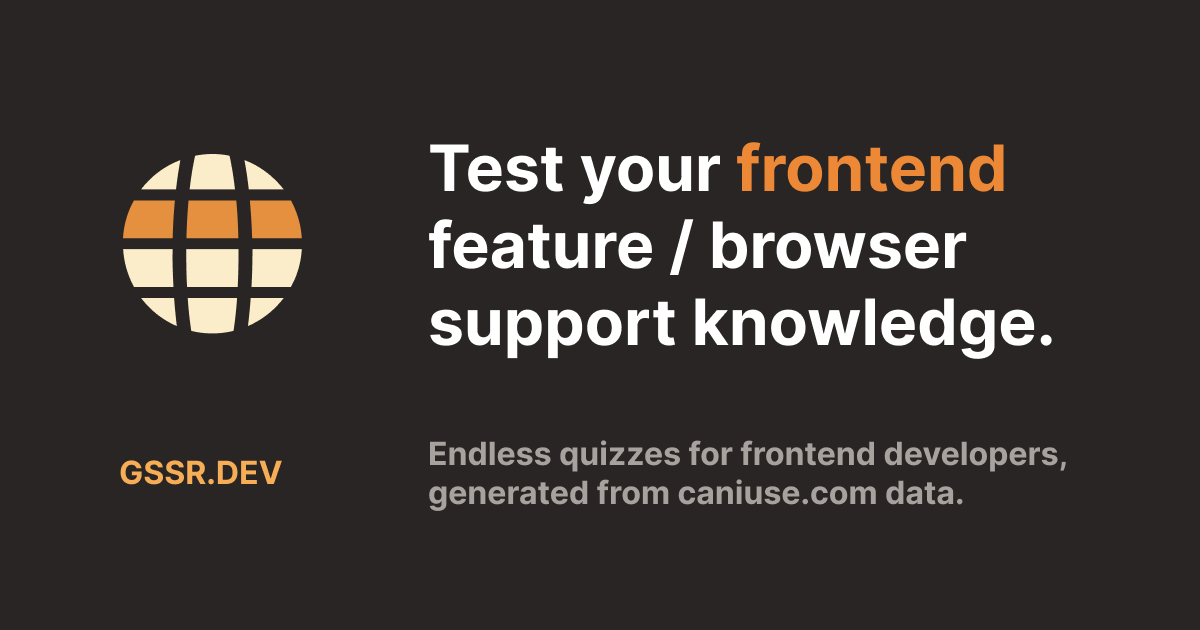 Test your frontend
feature / browser
support knowledge.
GSSR.DEV
Endless quizzes for frontend developers,
generated from caniuse.com data.